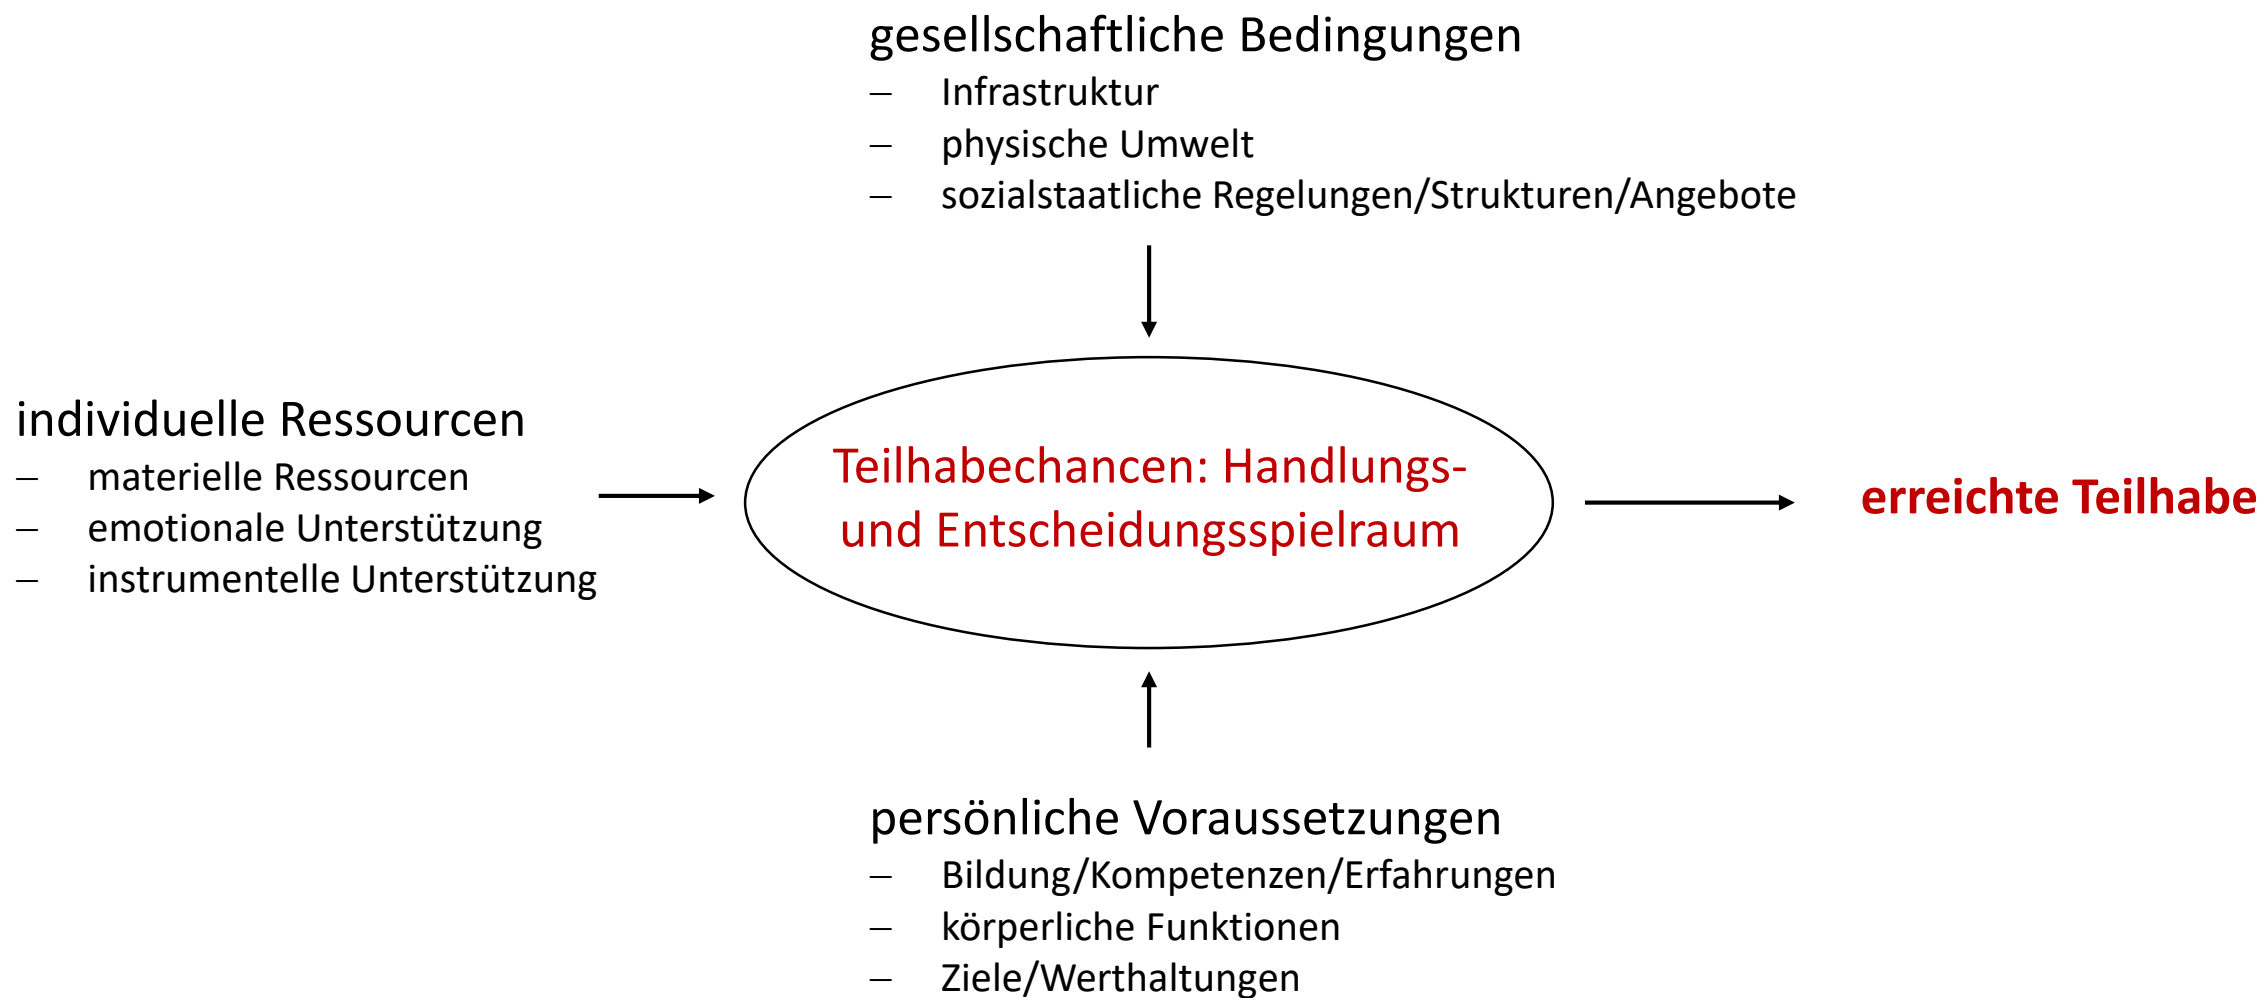 gesellschaftliche Bedingungen
– Infrastruktur
– physische Umwelt
– sozialstaatliche Regelungen/Strukturen/Angebote
individuelle Ressourcen
– materielle Ressourcen
– emotionale Unterstützung
– instrumentelle Unterstützung
Teilhabechancen: Handlungs-
und Entscheidungsspielraum
erreichte Teilhabe
persönliche Voraussetzungen
– Bildung/Kompetenzen/Erfahrungen
– körperliche Funktionen
– Ziele/Werthaltungen